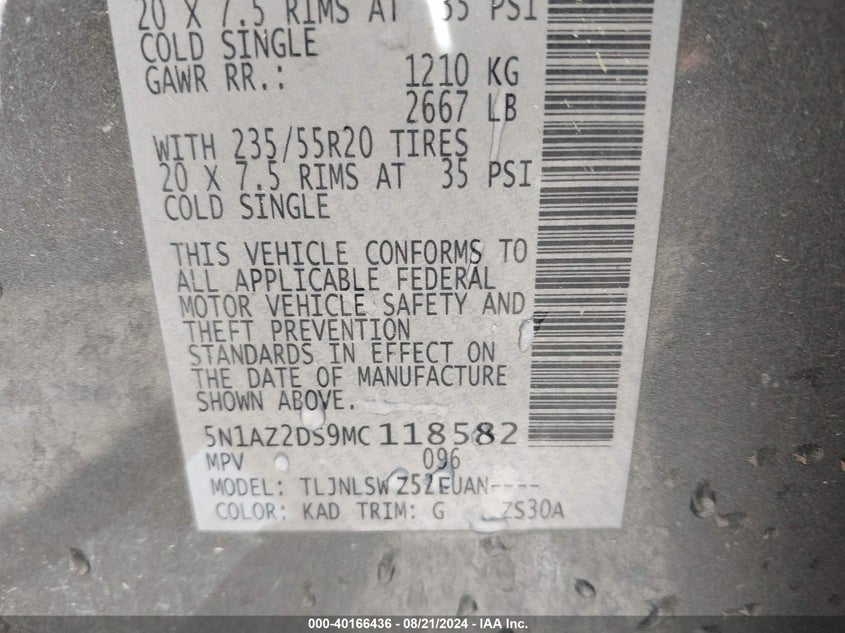 20 X 7.5 RIMS AT 35 PSI
COLD SINGLE
GAWR RR.: 1210 KG
2667 LB
WITH 235/55R20 TIRES
20 X 7.5 RIMS AT 35 PSI
COLD SINGLE
THIS VEHICLE CONFORMS TO
ALL APPLICABLE FEDERAL
MOTOR VEHICLE SAFETY AND
THEFT PREVENTION
STANDARDS IN EFFECT ON
THE DATE OF MANUFACTURE
SHOWN ABOVE.
5N1AZ2DS9MC118582
MPV 096
MODEL: TLJNLSWZ52EUAN----
COLOR: KAD TRIM: G ZS30A
000-40166436 - 08/21/2024 - IAA Inc.